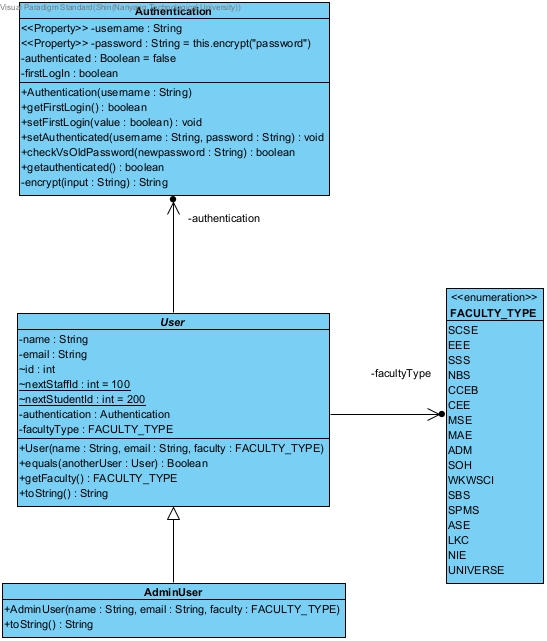 Visual Paradigm Standard(Shin(Nanyang Technological University))
Authentication
<<Property>> -username : String
<<Property>> -password : String = this.encrypt("password")
-authenticated : Boolean = false
-firstLogIn : boolean
+Authentication(username : String)
+getFirstLogin() : boolean
+setFirstLogin(value : boolean) : void
+setAuthenticated(username : String, password : String) : void
+checkVsOldPassword(newpassword : String) : boolean
+getauthenticated() : boolean
-encrypt(input : String) : String
-authentication
User
-name : String
-email : String
~id : int
~nextStaffId : int = 100
~nextStudentId : int = 200
-authentication : Authentication
-facultyType : FACULTY_TYPE
+User(name : String, email : String, faculty : FACULTY_TYPE)
+equals(anotherUser : User) : Boolean
+getFaculty() : FACULTY_TYPE
+toString() : String
-facultyType
<<enumeration>>
FACULTY_TYPE
SCSE
EEE
SSS
NBS
CCEB
CEE
MSE
MAE
ADM
SOH
WKWSCI
SBS
SPMS
ASE
LKC
NIE
UNIVERSE
AdminUser
+AdminUser(name : String, email : String, faculty : FACULTY_TYPE)
+toString() : String